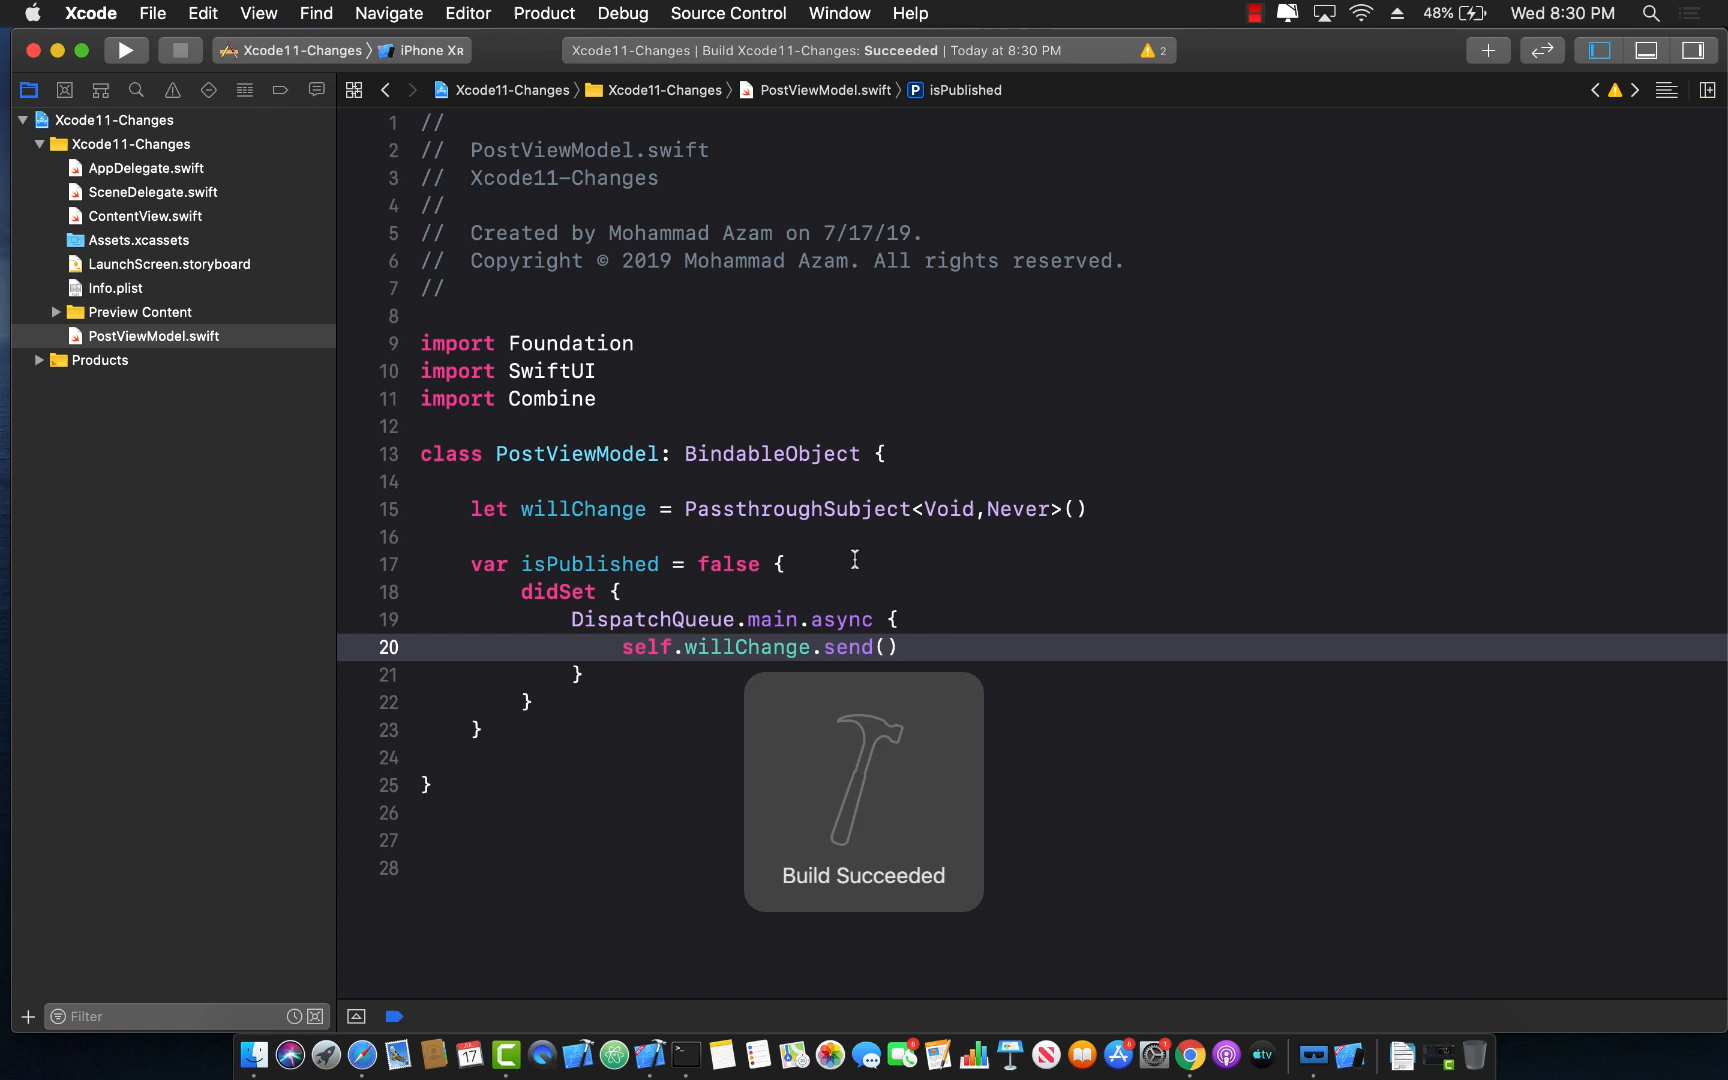 Xcode File Edit View Find Navigate Editor Product Debug Source Control Window Help 48% Wed 8:30 PM
Xcode11-Changes iPhone XR Xcode11-Changes | Build Xcode11-Changes: Succeeded | Today at 8:30 PM 2
Xcode11-Changes Xcode11-Changes PostViewModel.swift P isPublished
Xcode11-Changes
Xcode11-Changes
AppDelegate.swift
SceneDelegate.swift
ContentView.swift
Assets.xcassets
LaunchScreen.storyboard
Info.plist
Preview Content
PostViewModel.swift
Products
Filter
1 //
2 //  PostViewModel.swift
3 //  Xcode11-Changes
4 //
5 //  Created by Mohammad Azam on 7/17/19.
6 //  Copyright © 2019 Mohammad Azam. All rights reserved.
7 //
8
9 import Foundation
10 import SwiftUI
11 import Combine
12
13 class PostViewModel: BindableObject {
14
15     let willChange = PassthroughSubject<Void,Never>()
16
17     var isPublished = false {
18         didSet {
19             DispatchQueue.main.async {
20                 self.willChange.send()
21             }
22         }
23     }
24
25 }
26
27
28
Build Succeeded
17
5
5
1
tv